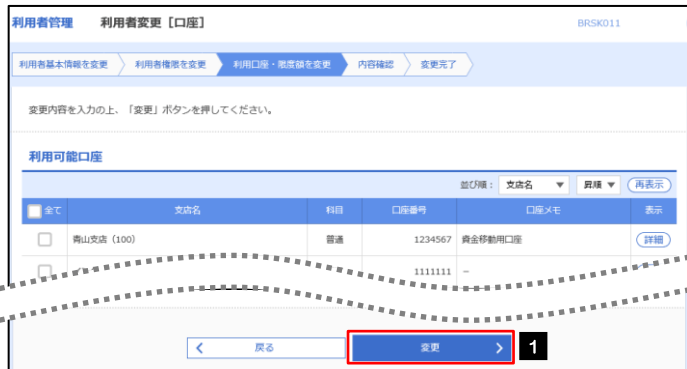 利用者管理 利用者変更［口座］ BRSK011
利用者基本情報を変更 利用者権限を変更 利用口座・限度額を変更 内容確認 変更完了
変更内容を入力の上、「変更」ボタンを押してください。
利用可能口座
並び順： 支店名 ▼ 昇順 ▼ 再表示
全て 支店名 科目 口座番号 口座メモ 表示
青山支店（100） 普通 1234567 資金移動用口座 詳細
1111111 －
戻る 変更 1